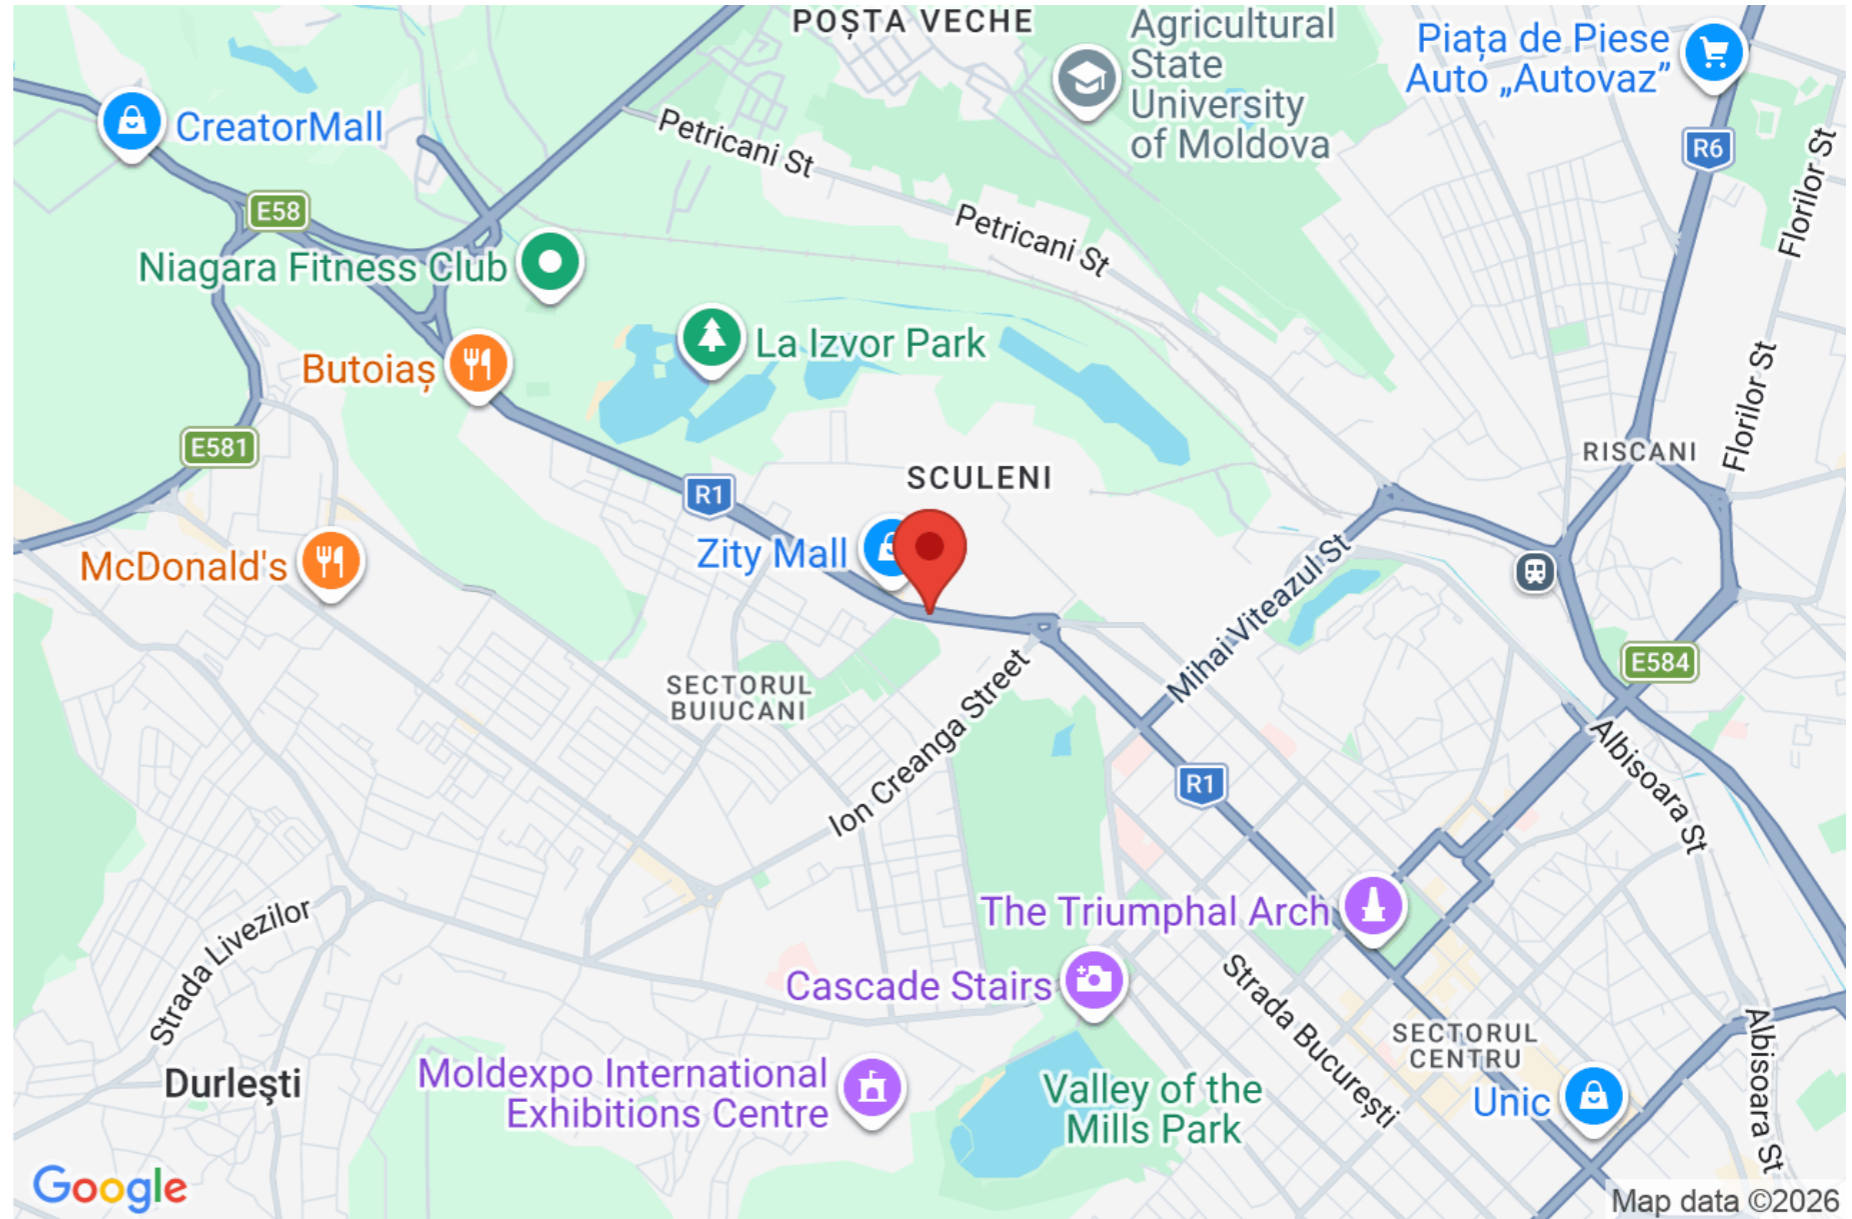 POȘTA VECHE
Agricultural
State
University
of Moldova
Piața de Piese
Auto „Autovaz”
CreatorMall
Petricani St
R6
Florilor St
E58
Petricani St
Niagara Fitness Club
La Izvor Park
Butoiaș
Florilor St
E581
RISCANI
SCULENI
R1
Zity Mall
McDonald's
Mihai Viteazul St
E584
SECTORUL
BUIUCANI
Ion Creanga Street
R1
Albisoara St
The Triumphal Arch
Strada Livezilor
Cascade Stairs
Strada București
SECTORUL
CENTRU
Albisoara St
Durleşti
Moldexpo International
Exhibitions Centre
Valley of the
Mills Park
Unic
Google
Map data ©2026